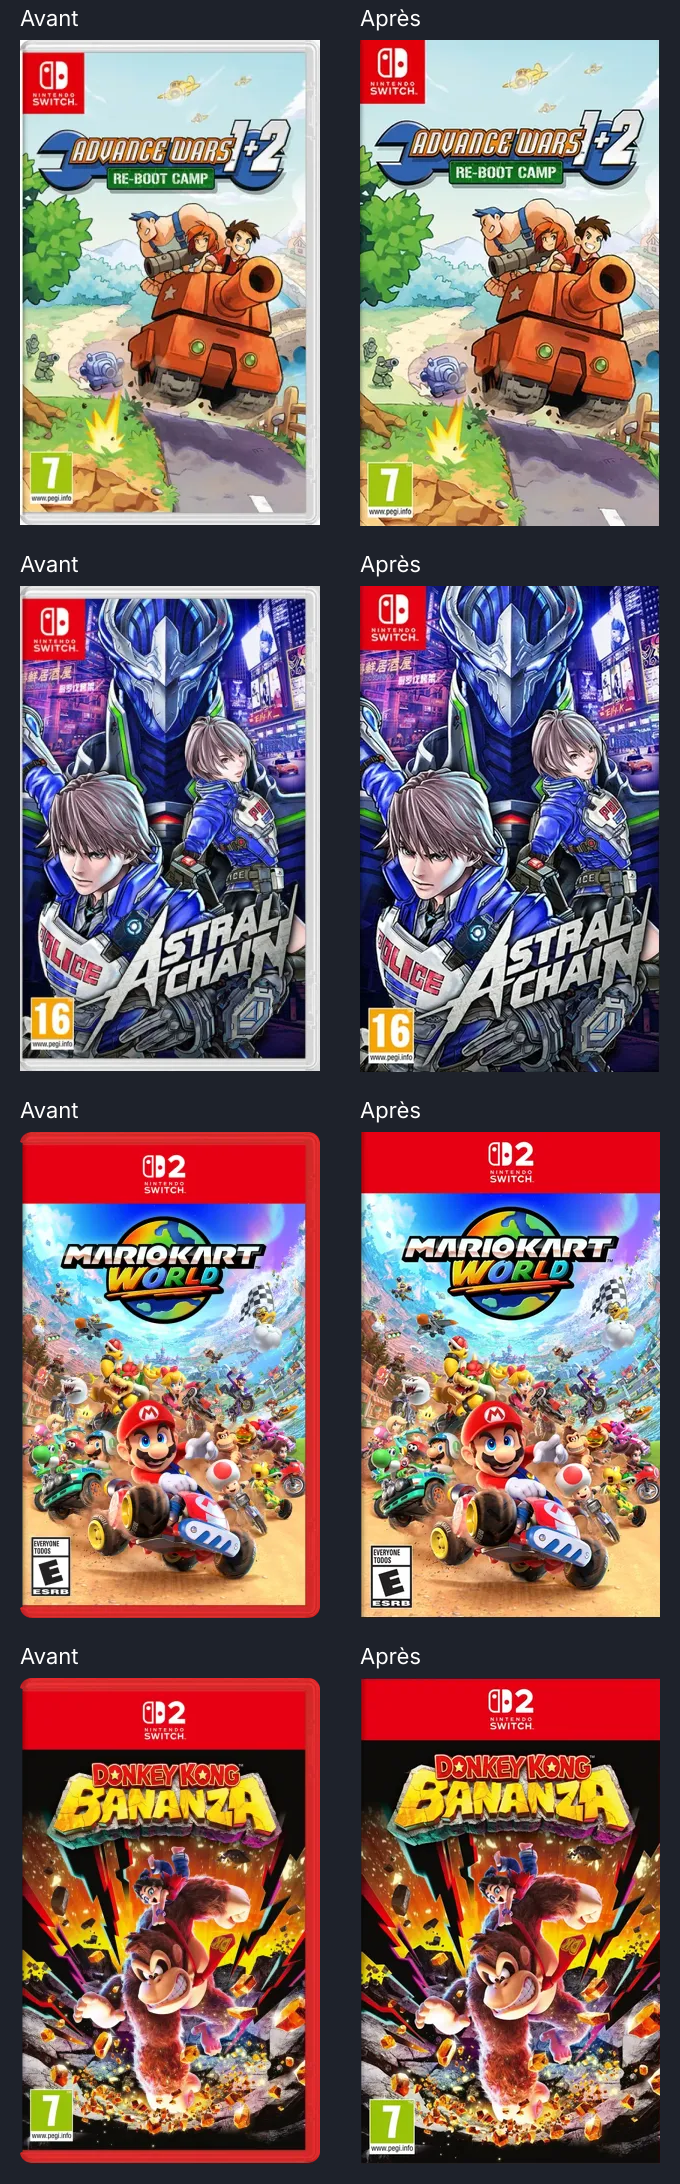 Avant
Après
NINTENDO
SWITCH.
ADVANCE WARS 1+2
RE-BOOT CAMP
7
www.pegi.info
NINTENDO
SWITCH.
ADVANCE WARS 1+2
RE-BOOT CAMP
7
www.pegi.info
Avant
Après
NINTENDO
SWITCH.
POLICE
ASTRAL
CHAIN
16
www.pegi.info
NINTENDO
SWITCH.
POLICE
ASTRAL
CHAIN
16
www.pegi.info
Avant
Après
2
NINTENDO
SWITCH.
MARIOKART
WORLD
EVERYONE
TODOS
E
ESRB
2
NINTENDO
SWITCH.
MARIOKART
WORLD
EVERYONE
TODOS
E
ESRB
Avant
Après
2
NINTENDO
SWITCH.
DONKEY KONG
BANANZA
7
www.pegi.info
2
NINTENDO
SWITCH.
DONKEY KONG
BANANZA
7
www.pegi.info